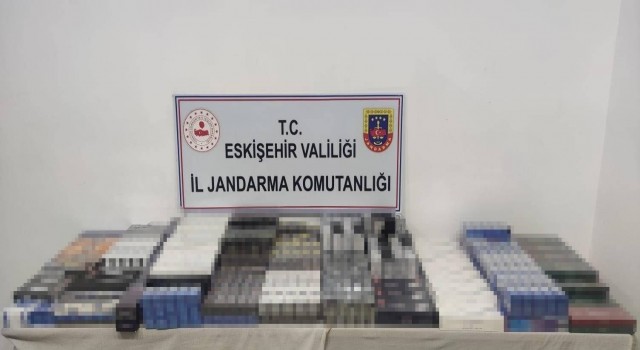 T.C.
ESKİŞEHİR VALİLİĞİ
İL JANDARMA KOMUTANLIĞI